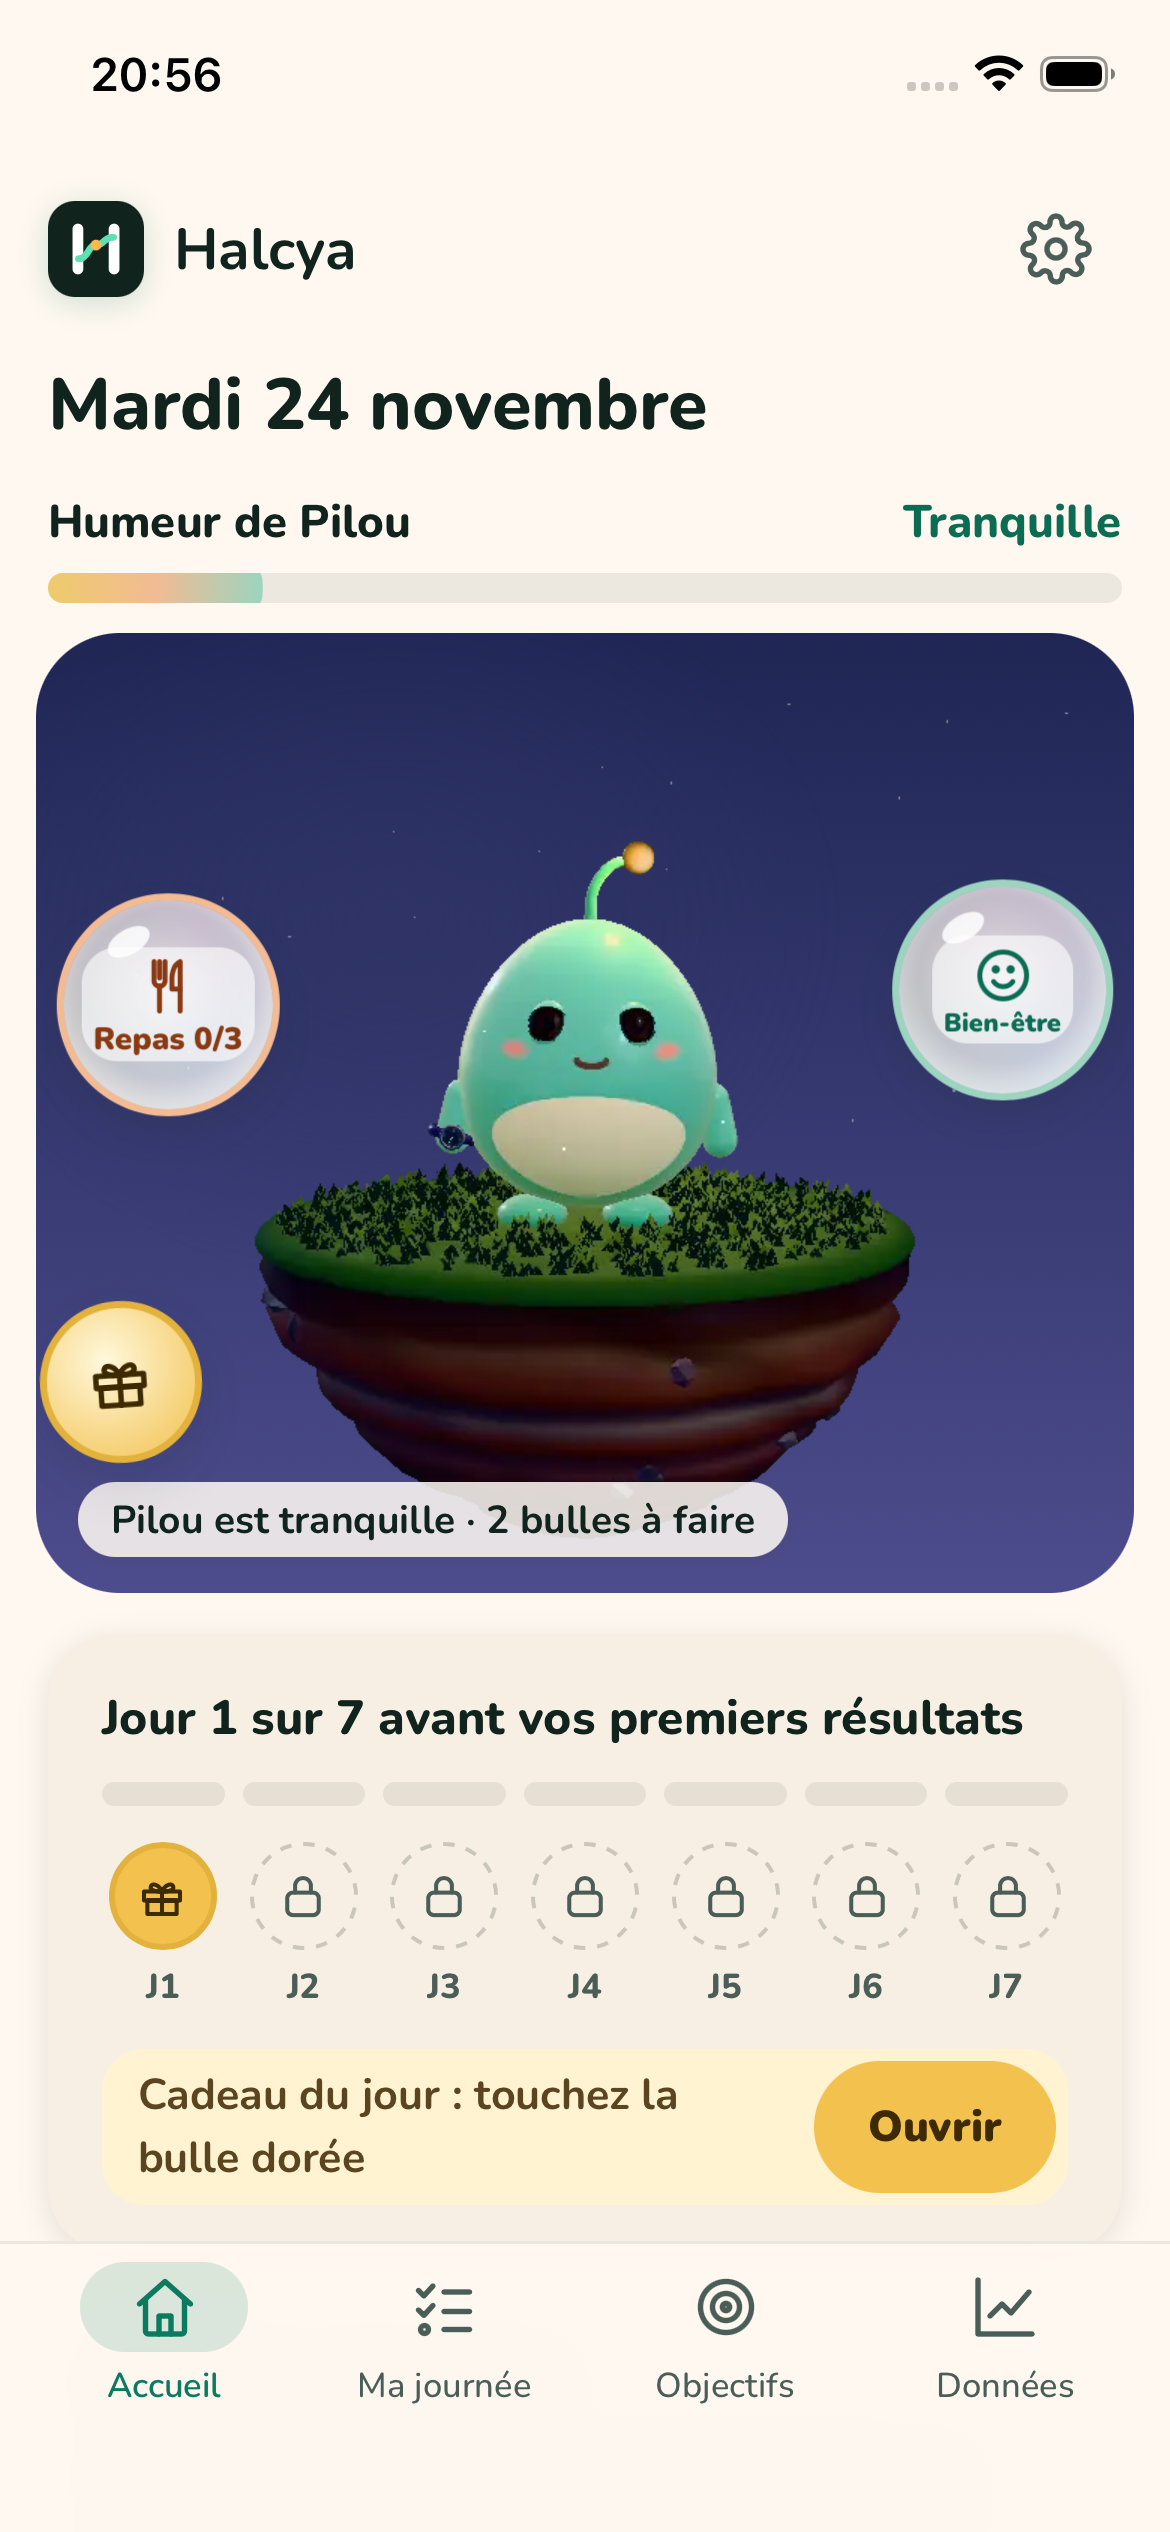 20:56
Halcya
Mardi 24 novembre
Humeur de Pilou
Tranquille
Repas 0/3
Bien-être
Pilou est tranquille · 2 bulles à faire
Jour 1 sur 7 avant vos premiers résultats
J1 J2 J3 J4 J5 J6 J7
Cadeau du jour : touchez la
bulle dorée
Ouvrir
Accueil Ma journée Objectifs Données